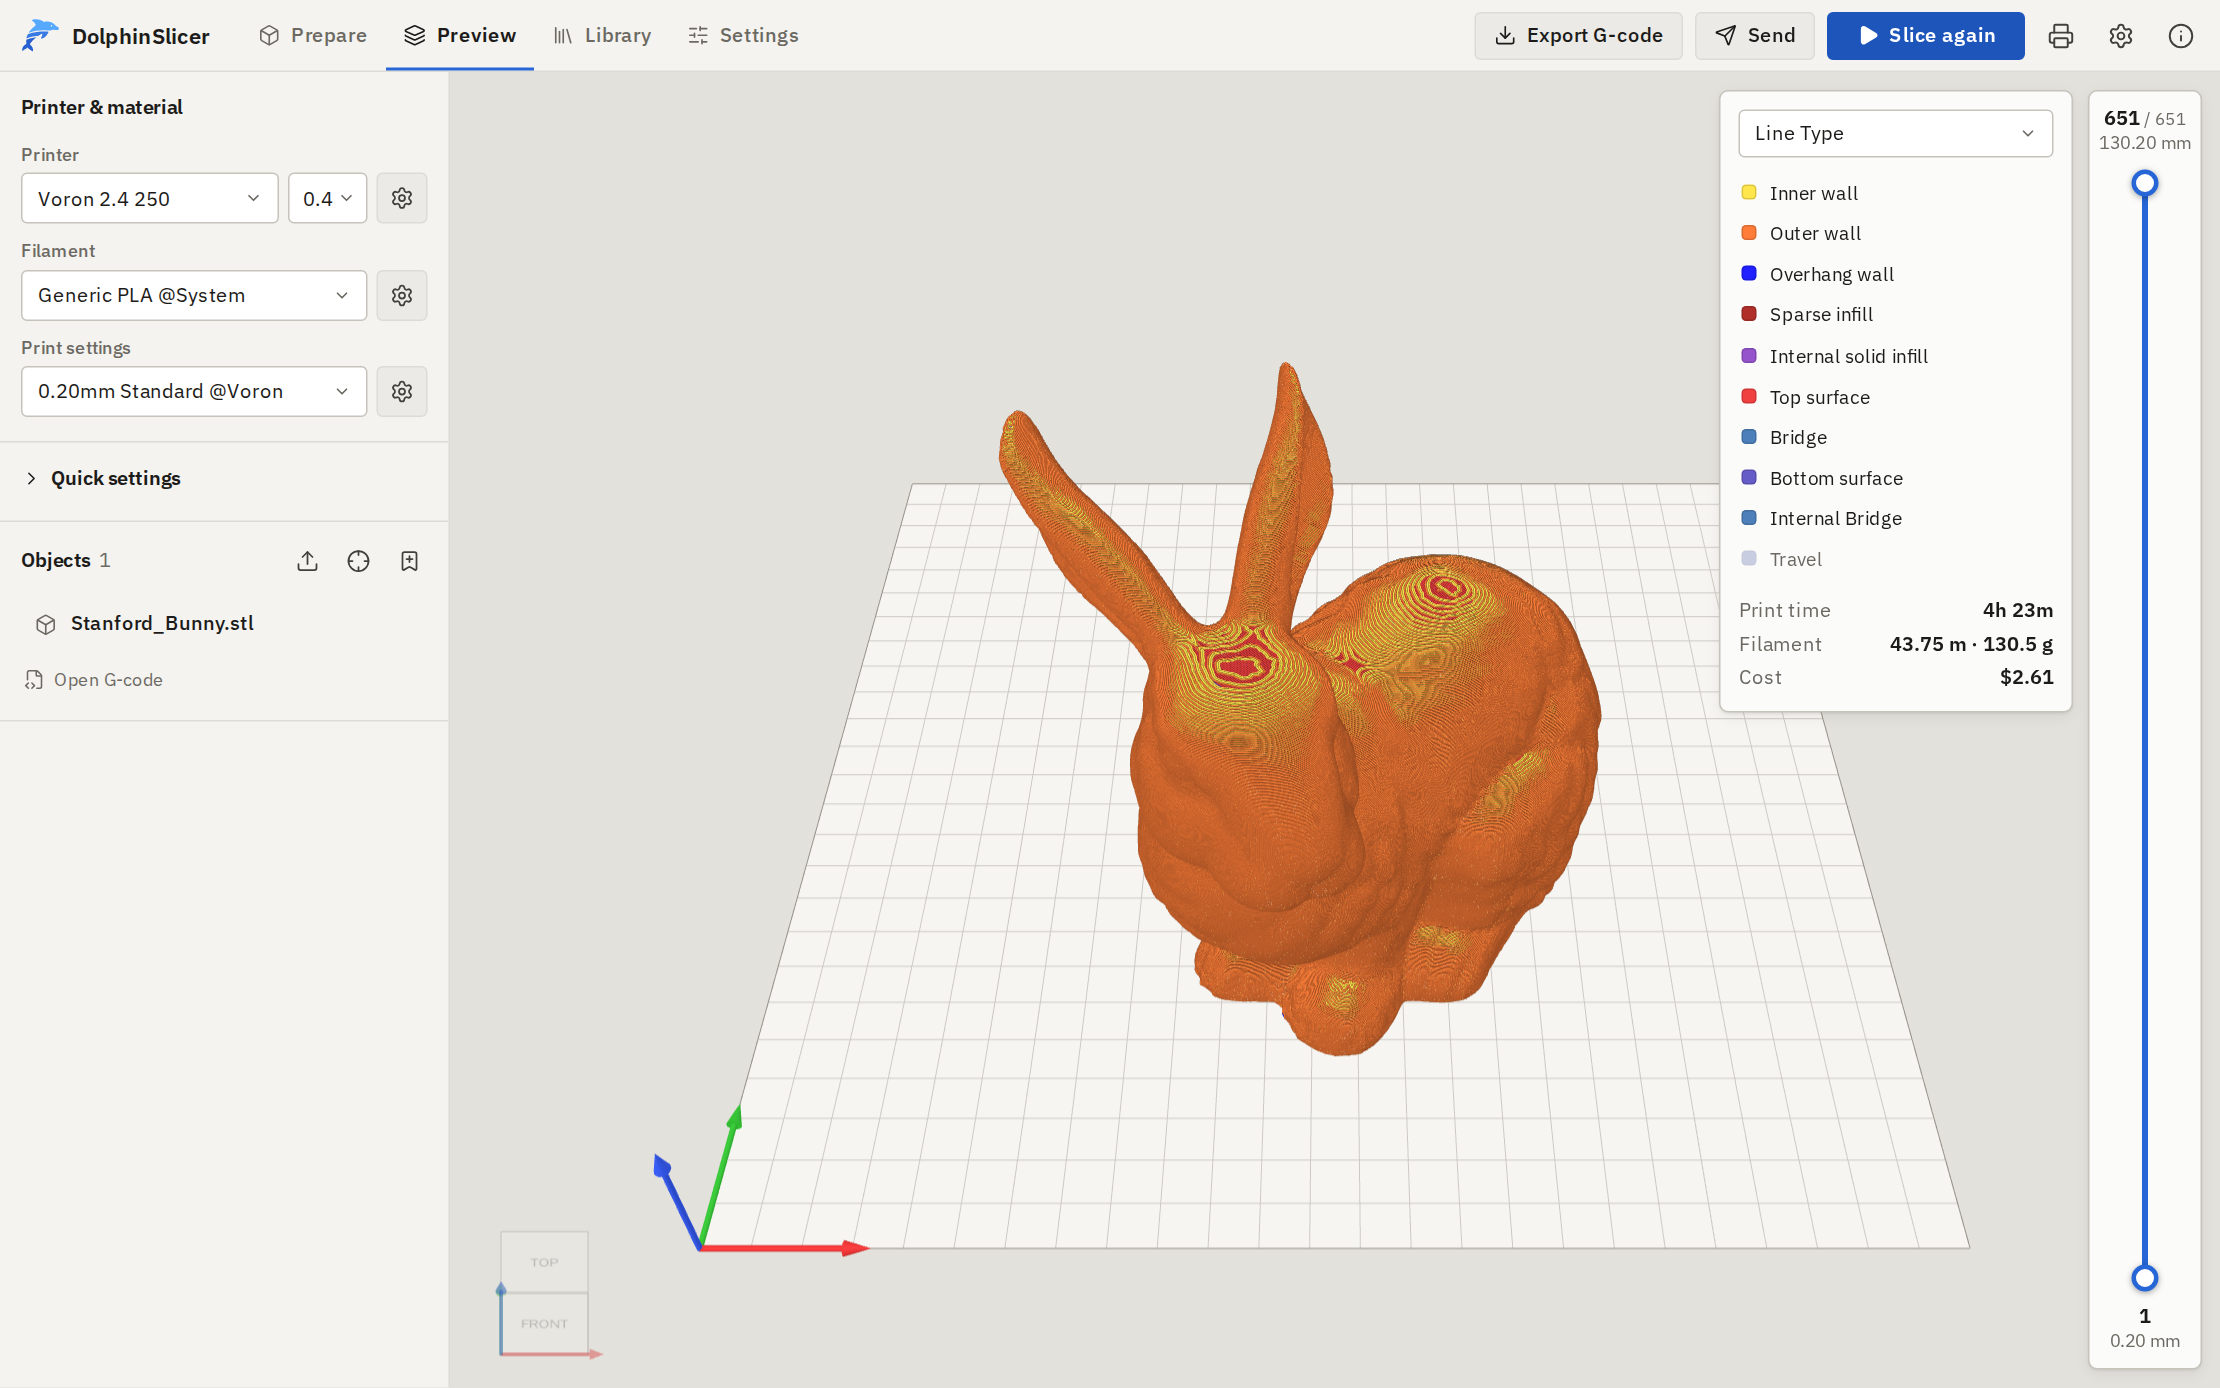 DolphinSlicer
Prepare
Preview
Library
Settings
Export G-code
Send
Slice again
Printer & material
Printer
Voron 2.4 250
0.4
Filament
Generic PLA @System
Print settings
0.20mm Standard @Voron
Quick settings
Objects 1
Stanford_Bunny.stl
Open G-code
Line Type
Inner wall
Outer wall
Overhang wall
Sparse infill
Internal solid infill
Top surface
Bridge
Bottom surface
Internal Bridge
Travel
Print time 4h 23m
Filament 43.75 m · 130.5 g
Cost $2.61
651 / 651
130.20 mm
1
0.20 mm
TOP
FRONT